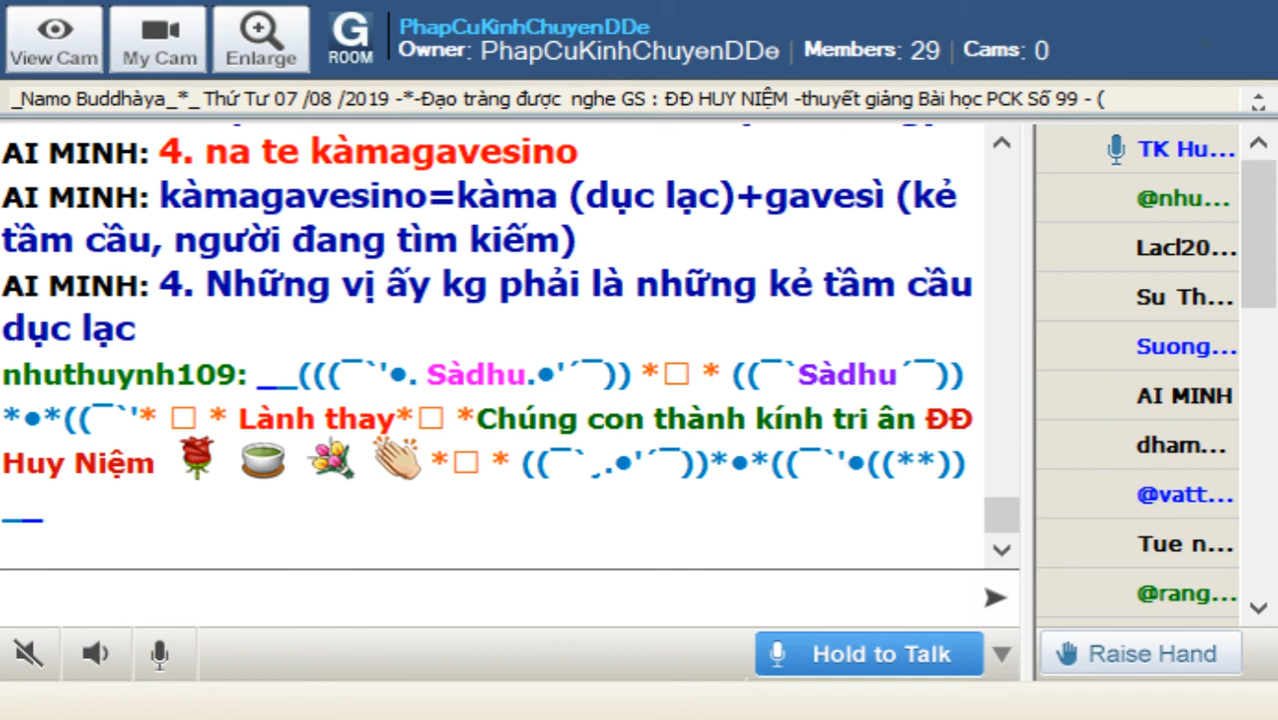 View Cam
My Cam
Enlarge
G ROOM
PhapCuKinhChuyenDDe
Owner: PhapCuKinhChuyenDDe | Members: 29 | Cams: 0
_Namo Buddhàya_*_ Thứ Tư 07 /08 /2019 -*-Đạo tràng được nghe GS : ĐĐ HUY NIỆM -thuyết giảng Bài học PCK Số 99 - (
AI MINH: 4. na te kàmagavesino
AI MINH: kàmagavesino=kàma (dục lạc)+gavesì (kẻ
tầm cầu, người đang tìm kiếm)
AI MINH: 4. Những vị ấy kg phải là những kẻ tầm cầu
dục lạc
nhuthuynh109: __(((¯`'●. Sàdhu.●'´¯)) *□ * ((¯`Sàdhu´¯))
*●*((¯`'* □ * Lành thay*□ *Chúng con thành kính tri ân ĐĐ
Huy Niệm *□ * ((¯`¸.●'´¯))*●*((¯`'●((**))
__
TK Hu...
@nhu...
Lacl20...
Su Th...
Suong...
AI MINH
dham...
@vatt...
Tue n...
@rang...
Hold to Talk
Raise Hand